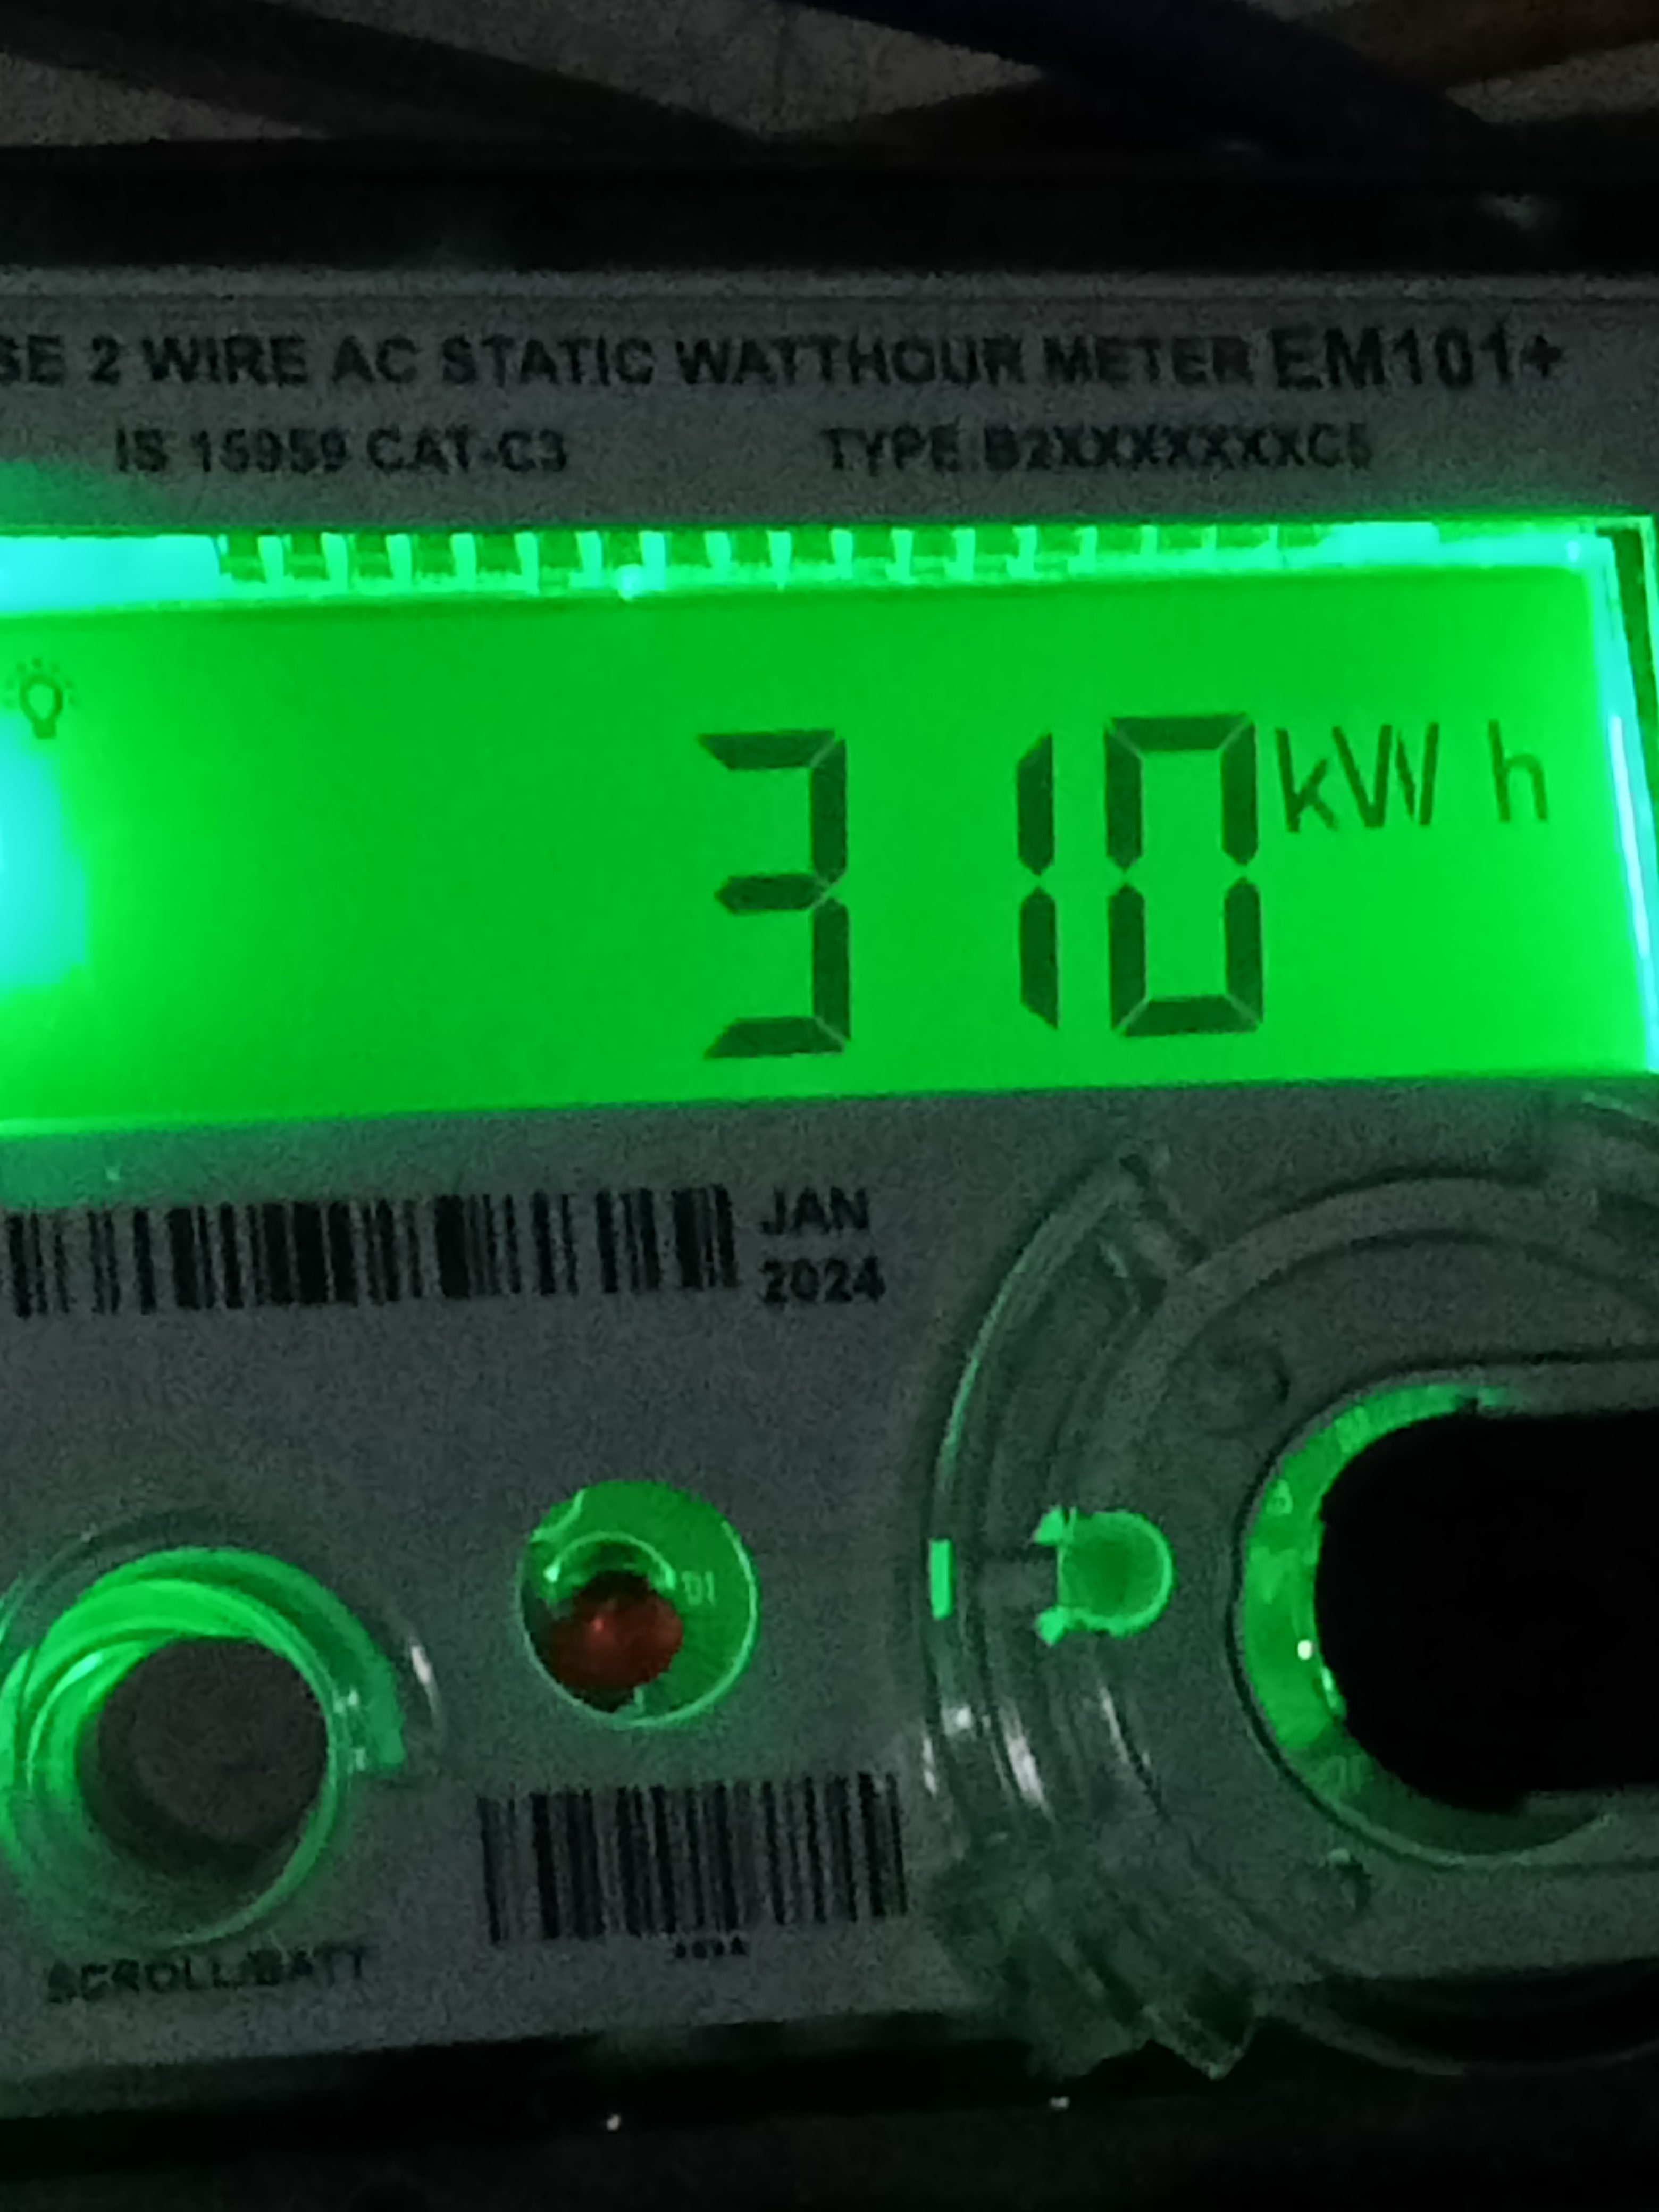 SE 2 WIRE AC STATIC WATTHOUR METER EM101+
IS 15959 CAT-C3 TYPE:B2XXXXXXXC5
310 kWh
JAN
2024
SCROLL/BATT